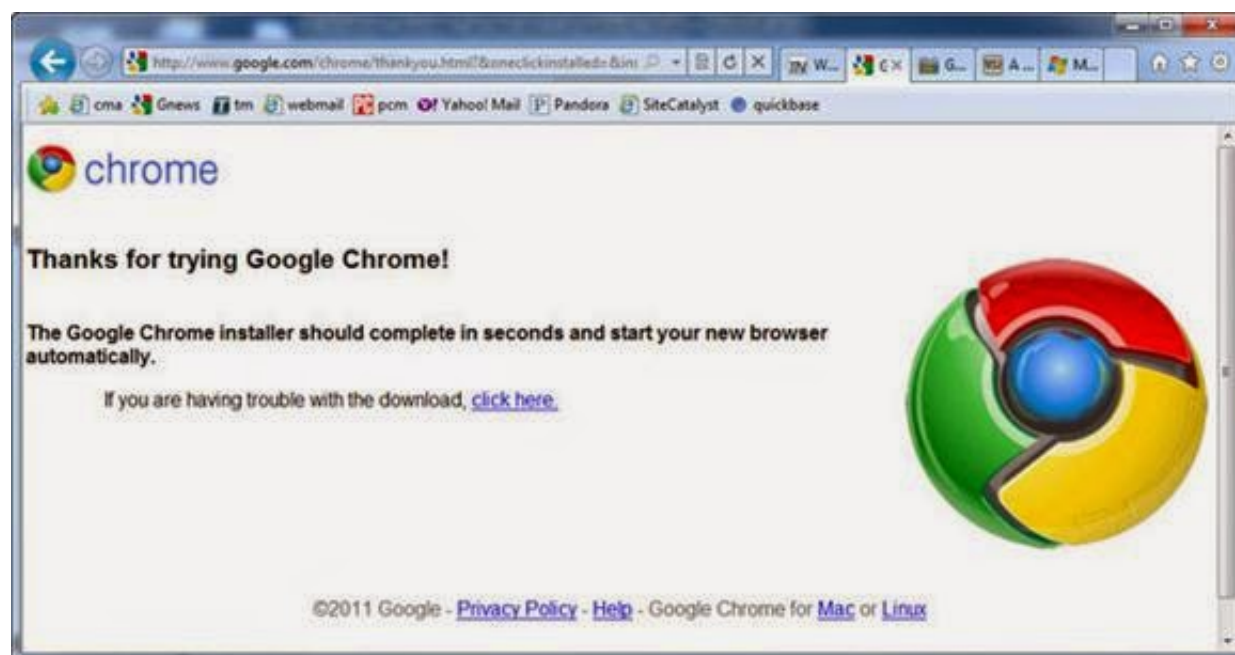 http://www.google.com/chrome/thankyou.html?&oneclickinstalled=&in
W... G... A... M...
cma Gnews tm webmail pcm Yahoo! Mail Pandora SiteCatalyst quickbase
chrome
Thanks for trying Google Chrome!
The Google Chrome installer should complete in seconds and start your new browser
automatically.
If you are having trouble with the download, click here.
©2011 Google - Privacy Policy - Help - Google Chrome for Mac or Linux